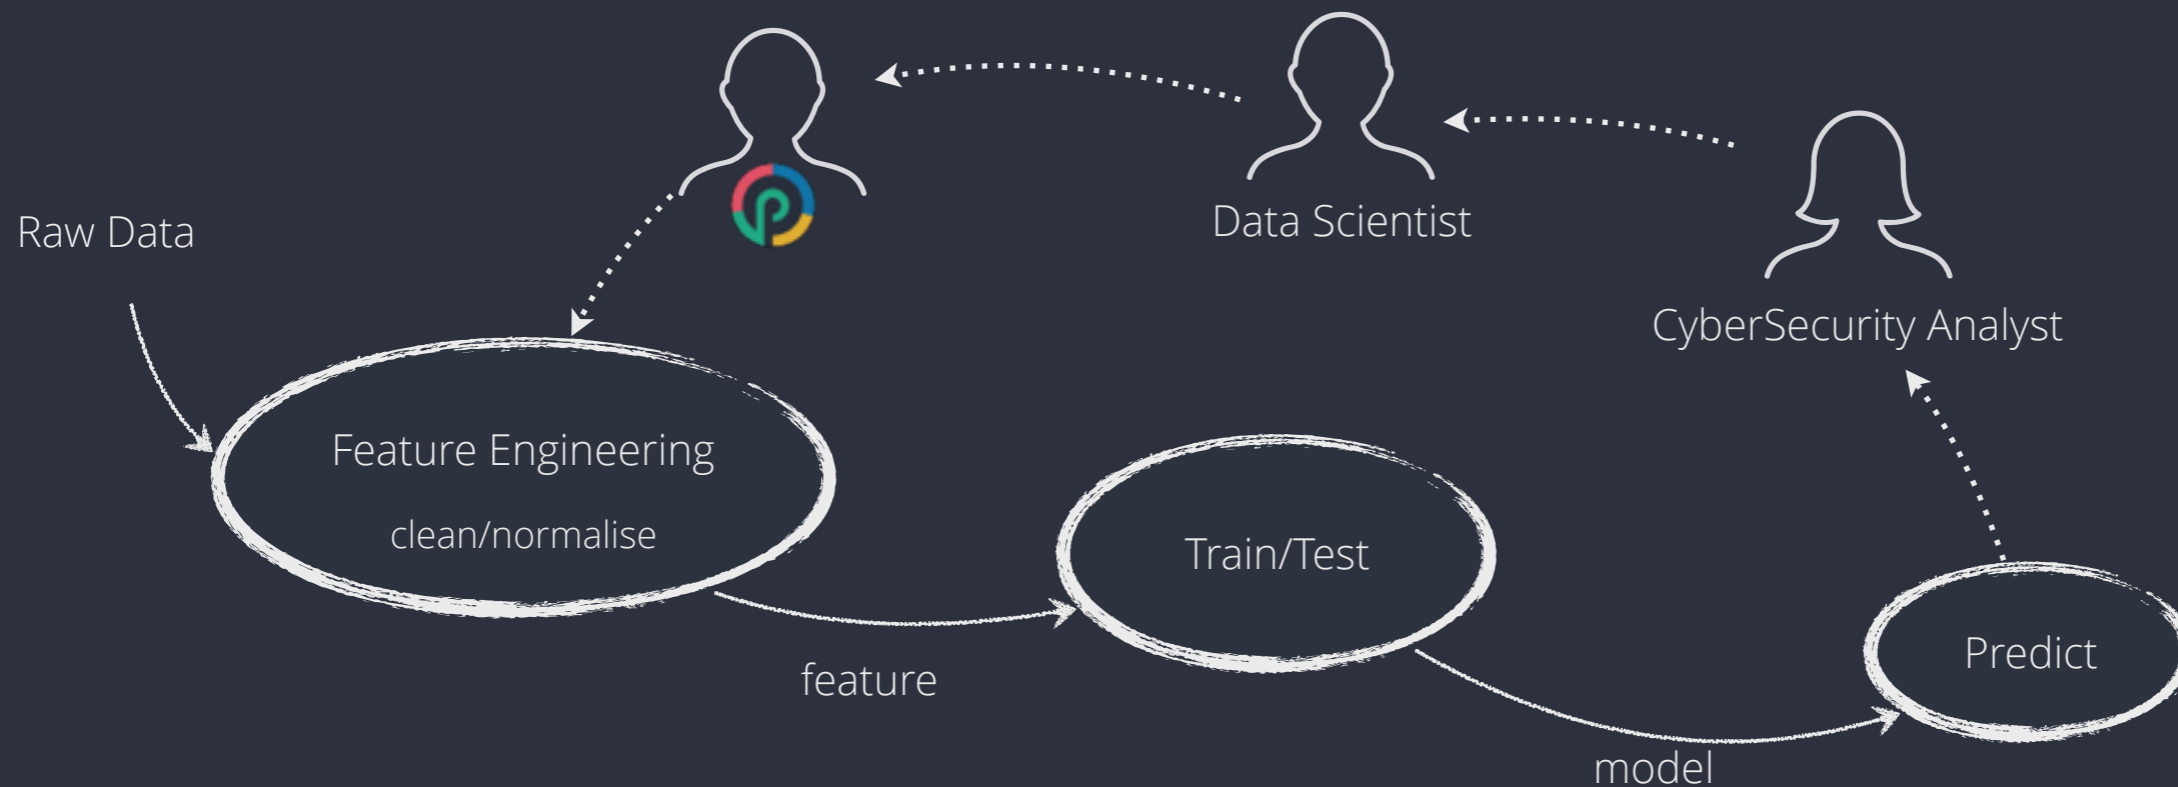 Raw Data
Data Scientist
CyberSecurity Analyst
Feature Engineering
clean/normalise
Train/Test
Predict
feature
model